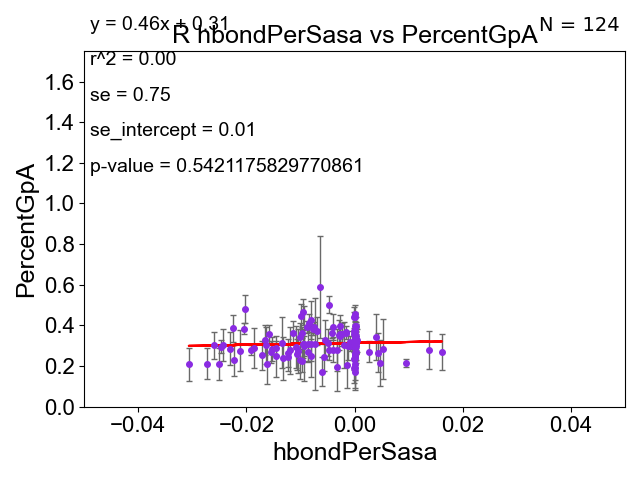 y = 0.46x + 0.31
N = 124
R hbondPerSasa vs PercentGpA
r^2 = 0.00
se = 0.75
se_intercept = 0.01
p-value = 0.5421175829770861
1.6
1.4
1.2
1.0
0.8
0.6
0.4
0.2
0.0
PercentGpA
−0.04
−0.02
0.00
0.02
0.04
hbondPerSasa